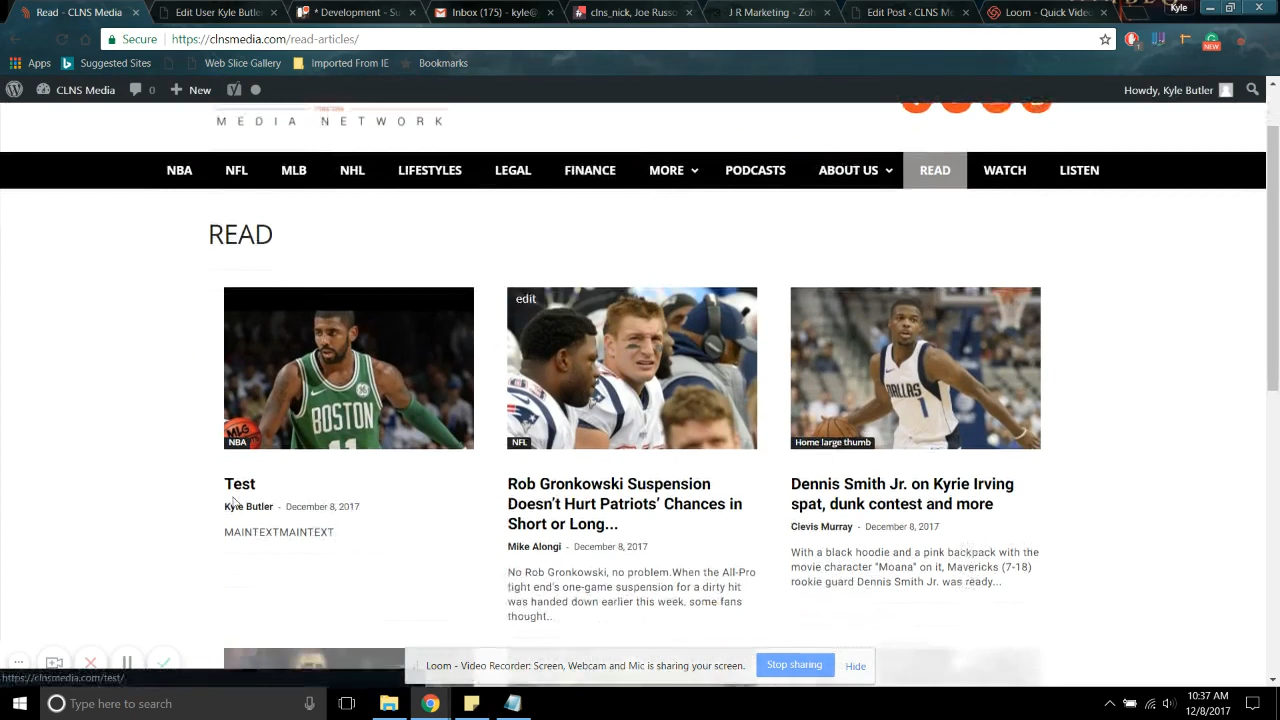 Read - CLNS Media
Edit User Kyle Butler
* Development - Su
Inbox (175) - kyle@
clns_nick, Joe Russo
J R Marketing - Zoh
Edit Post ‹ CLNS M
Loom - Quick Video
Kyle
Secure
https://clnsmedia.com/read-articles/
Apps
Suggested Sites
Web Slice Gallery
Imported From IE
Bookmarks
NEW
CLNS Media
0
New
Howdy, Kyle Butler
MEDIA NETWORK
NBA NFL MLB NHL LIFESTYLES LEGAL FINANCE MORE PODCASTS ABOUT US READ WATCH LISTEN
READ
BOSTON
11
NBA
Test
Kyle Butler - December 8, 2017
MAINTEXTMAINTEXT
edit
NFL
Rob Gronkowski Suspension
Doesn’t Hurt Patriots’ Chances in
Short or Long...
Mike Alongi - December 8, 2017
No Rob Gronkowski, no problem.When the All-Pro
tight end's one-game suspension for a dirty hit
was handed down earlier this week, some fans
thought...
DALLAS
1
Home large thumb
Dennis Smith Jr. on Kyrie Irving
spat, dunk contest and more
Clevis Murray - December 8, 2017
With a black hoodie and a pink backpack with the
movie character "Moana" on it, Mavericks (7-18)
rookie guard Dennis Smith Jr. was ready...
Loom - Video Recorder: Screen, Webcam and Mic is sharing your screen.
Stop sharing
Hide
https://clnsmedia.com/test/
Type here to search
10:37 AM
12/8/2017